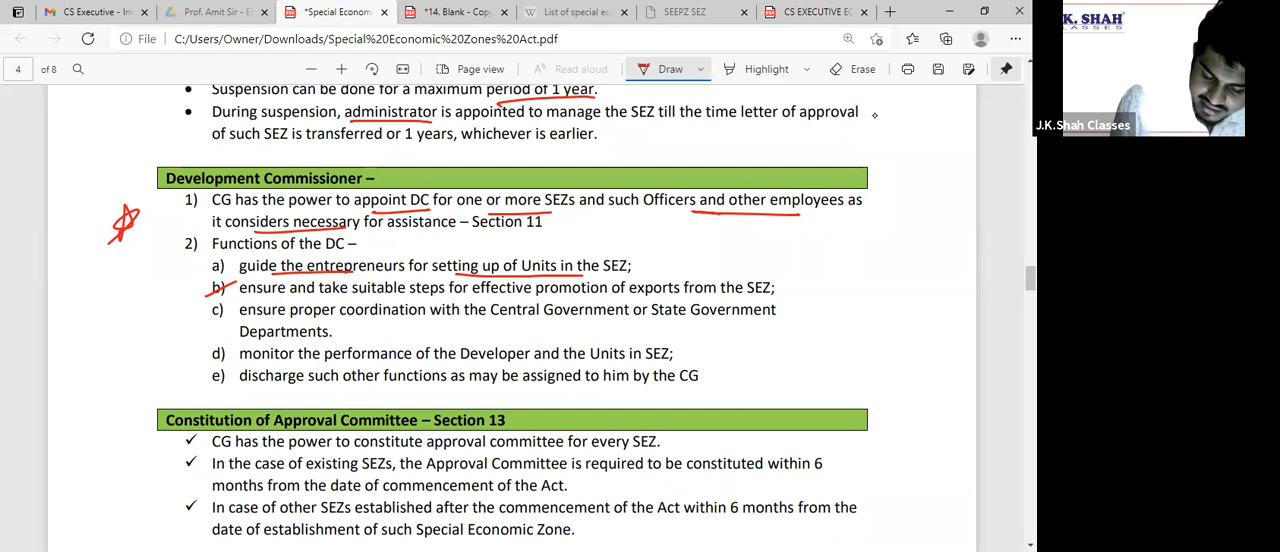 CS Executive - Inv
Prof. Amit Sir - E
*Special Econom
*14. Blank - Copy
List of special ec
SEEPZ SEZ
CS EXECUTIVE EC
File
C:/Users/Owner/Downloads/Special%20Economic%20Zones%20Act.pdf
4 of 8
Page view
Read aloud
Draw
Highlight
Erase
K. SHAH
CLASSES
J.K.Shah Classes
• Suspension can be done for a maximum period of 1 year.
• During suspension, administrator is appointed to manage the SEZ till the time letter of approval
of such SEZ is transferred or 1 years, whichever is earlier.
Development Commissioner –
1) CG has the power to appoint DC for one or more SEZs and such Officers and other employees as
it considers necessary for assistance – Section 11
2) Functions of the DC –
a) guide the entrepreneurs for setting up of Units in the SEZ;
b) ensure and take suitable steps for effective promotion of exports from the SEZ;
c) ensure proper coordination with the Central Government or State Government
Departments.
d) monitor the performance of the Developer and the Units in SEZ;
e) discharge such other functions as may be assigned to him by the CG
Constitution of Approval Committee – Section 13
✓ CG has the power to constitute approval committee for every SEZ.
✓ In the case of existing SEZs, the Approval Committee is required to be constituted within 6
months from the date of commencement of the Act.
✓ In case of other SEZs established after the commencement of the Act within 6 months from the
date of establishment of such Special Economic Zone.